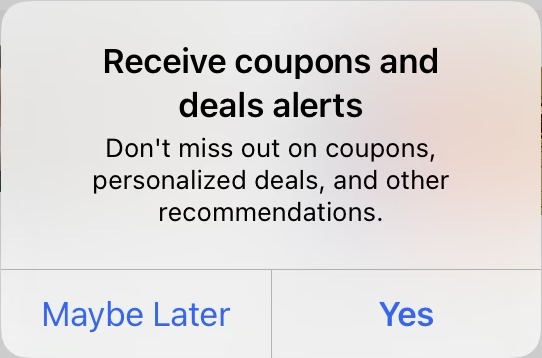 Receive coupons and
deals alerts
Don't miss out on coupons,
personalized deals, and other
recommendations.
Maybe Later
Yes